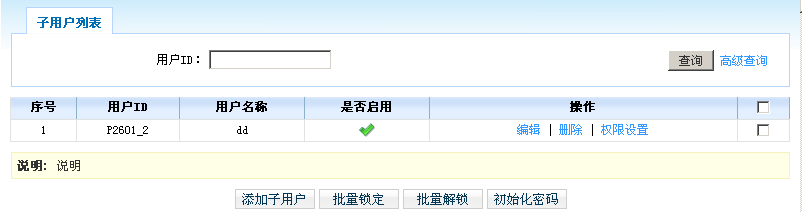 子用户列表
用户ID： 查询 高级查询
序号 用户ID 用户名称 是否启用 操作
1 P2601_2 dd 编辑 | 删除 | 权限设置
说明: 说明
添加子用户 批量锁定 批量解锁 初始化密码